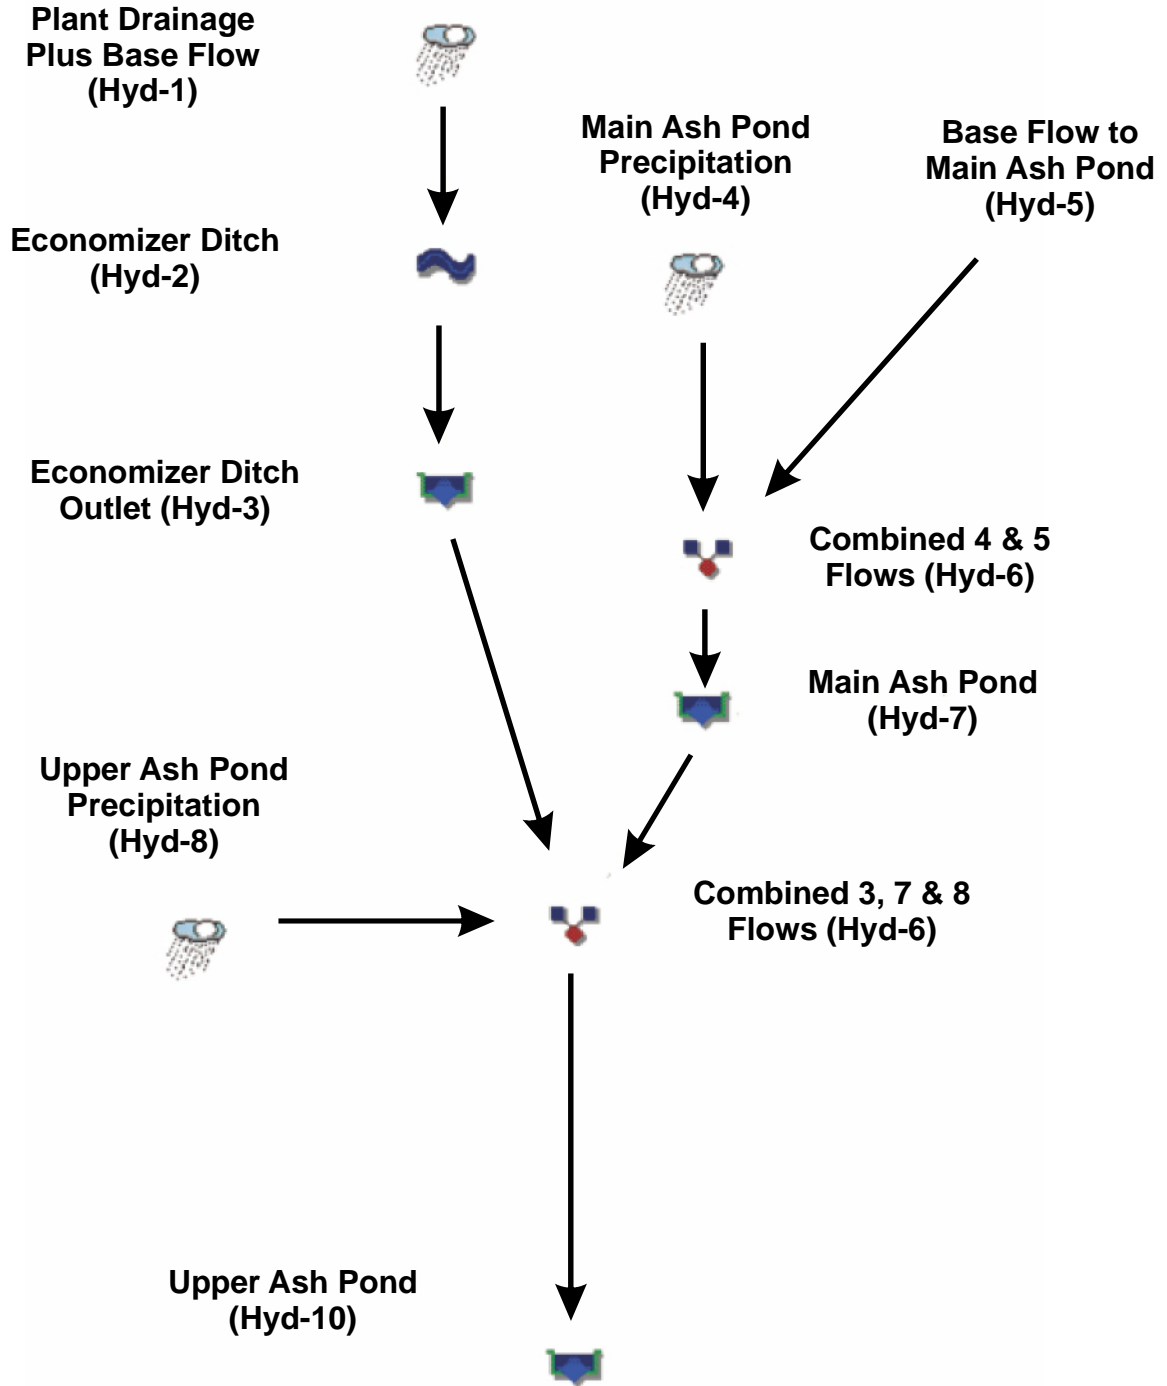 Plant Drainage
Plus Base Flow
(Hyd-1)
Main Ash Pond
Precipitation
(Hyd-4)
Base Flow to
Main Ash Pond
(Hyd-5)
Economizer Ditch
(Hyd-2)
Economizer Ditch
Outlet (Hyd-3)
Combined 4 & 5
Flows (Hyd-6)
Main Ash Pond
(Hyd-7)
Upper Ash Pond
Precipitation
(Hyd-8)
Combined 3, 7 & 8
Flows (Hyd-6)
Upper Ash Pond
(Hyd-10)